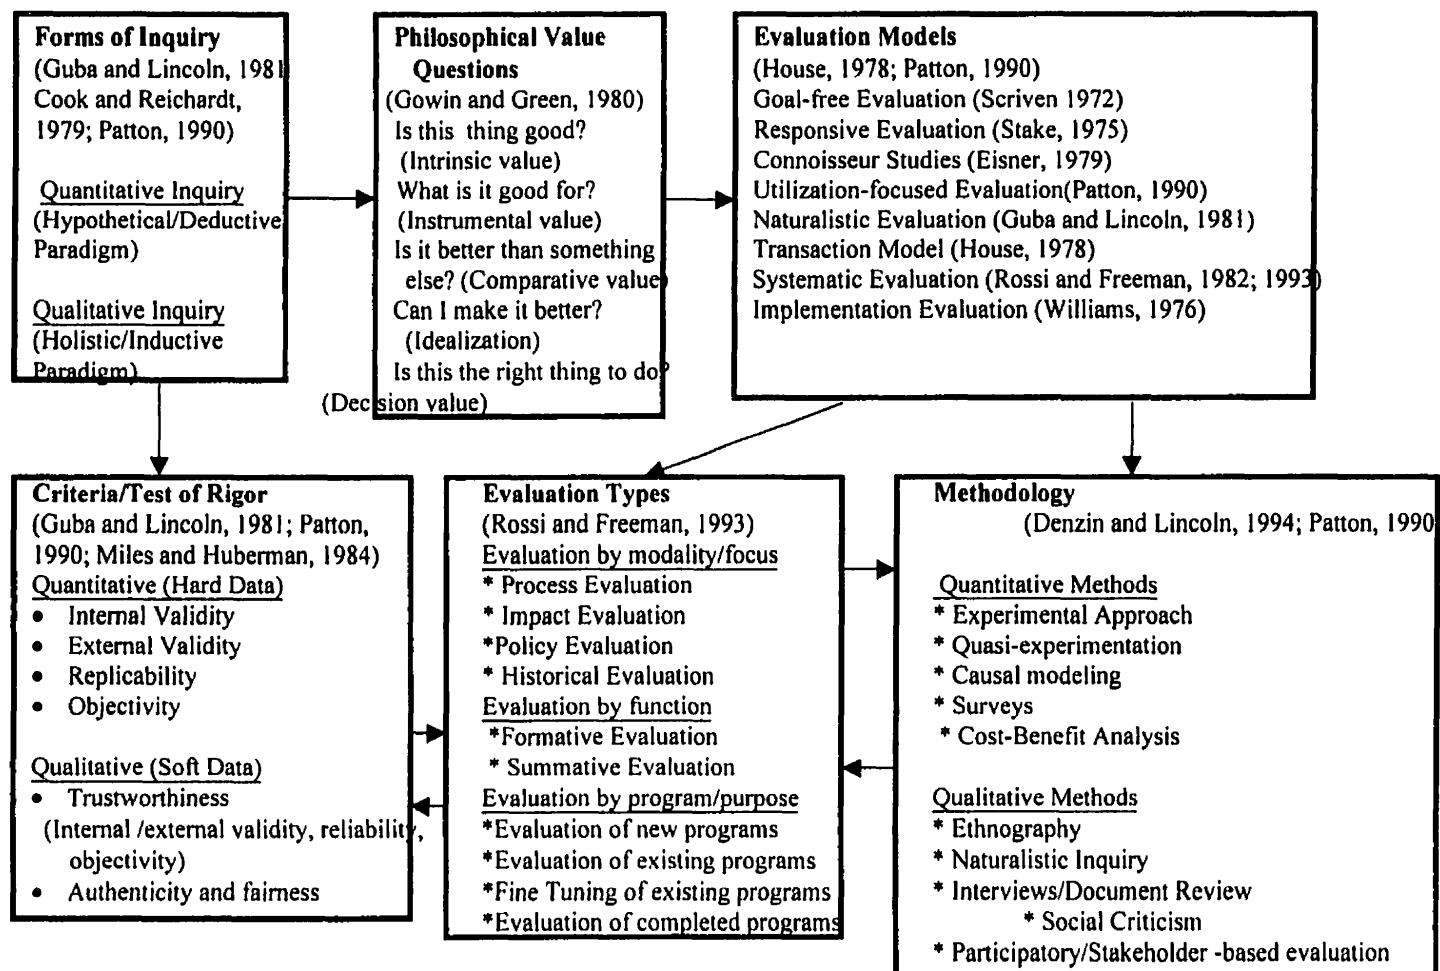 Forms of Inquiry
(Guba and Lincoln, 1981
Cook and Reichardt,
1979; Patton, 1990)
Quantitative Inquiry
(Hypothetical/Deductive
Paradigm)
Qualitative Inquiry
(Holistic/Inductive
Paradigm)
Philosophical Value
Questions
(Gowin and Green, 1980)
Is this thing good?
(Intrinsic value)
What is it good for?
(Instrumental value)
Is it better than something
else? (Comparative value)
Can I make it better?
(Idealization)
Is this the right thing to do?
(Decision value)
Evaluation Models
(House, 1978; Patton, 1990)
Goal-free Evaluation (Scriven 1972)
Responsive Evaluation (Stake, 1975)
Connoisseur Studies (Eisner, 1979)
Utilization-focused Evaluation(Patton, 1990)
Naturalistic Evaluation (Guba and Lincoln, 1981)
Transaction Model (House, 1978)
Systematic Evaluation (Rossi and Freeman, 1982; 1993)
Implementation Evaluation (Williams, 1976)
Criteria/Test of Rigor
(Guba and Lincoln, 1981; Patton,
1990; Miles and Huberman, 1984)
Quantitative (Hard Data)
• Internal Validity
• External Validity
• Replicability
• Objectivity
Qualitative (Soft Data)
• Trustworthiness
(Internal /external validity, reliability,
objectivity)
• Authenticity and fairness
Evaluation Types
(Rossi and Freeman, 1993)
Evaluation by modality/focus
* Process Evaluation
* Impact Evaluation
*Policy Evaluation
* Historical Evaluation
Evaluation by function
*Formative Evaluation
* Summative Evaluation
Evaluation by program/purpose
*Evaluation of new programs
*Evaluation of existing programs
*Fine Tuning of existing programs
*Evaluation of completed programs
Methodology
(Denzin and Lincoln, 1994; Patton, 1990
Quantitative Methods
* Experimental Approach
* Quasi-experimentation
* Causal modeling
* Surveys
* Cost-Benefit Analysis
Qualitative Methods
* Ethnography
* Naturalistic Inquiry
* Interviews/Document Review
* Social Criticism
* Participatory/Stakeholder -based evaluation